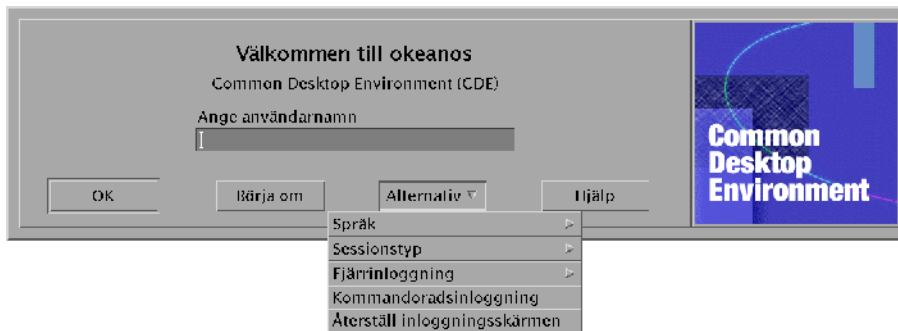 Välkommen till okeanos
Common Desktop Environment (CDE)
Ange användarnamn
OK
Börja om
Alternativ
Hjälp
Språk
Sessionstyp
Fjärrinloggning
Kommandoradsinloggning
Återställ inloggningsskärmen
Common
Desktop
Environment